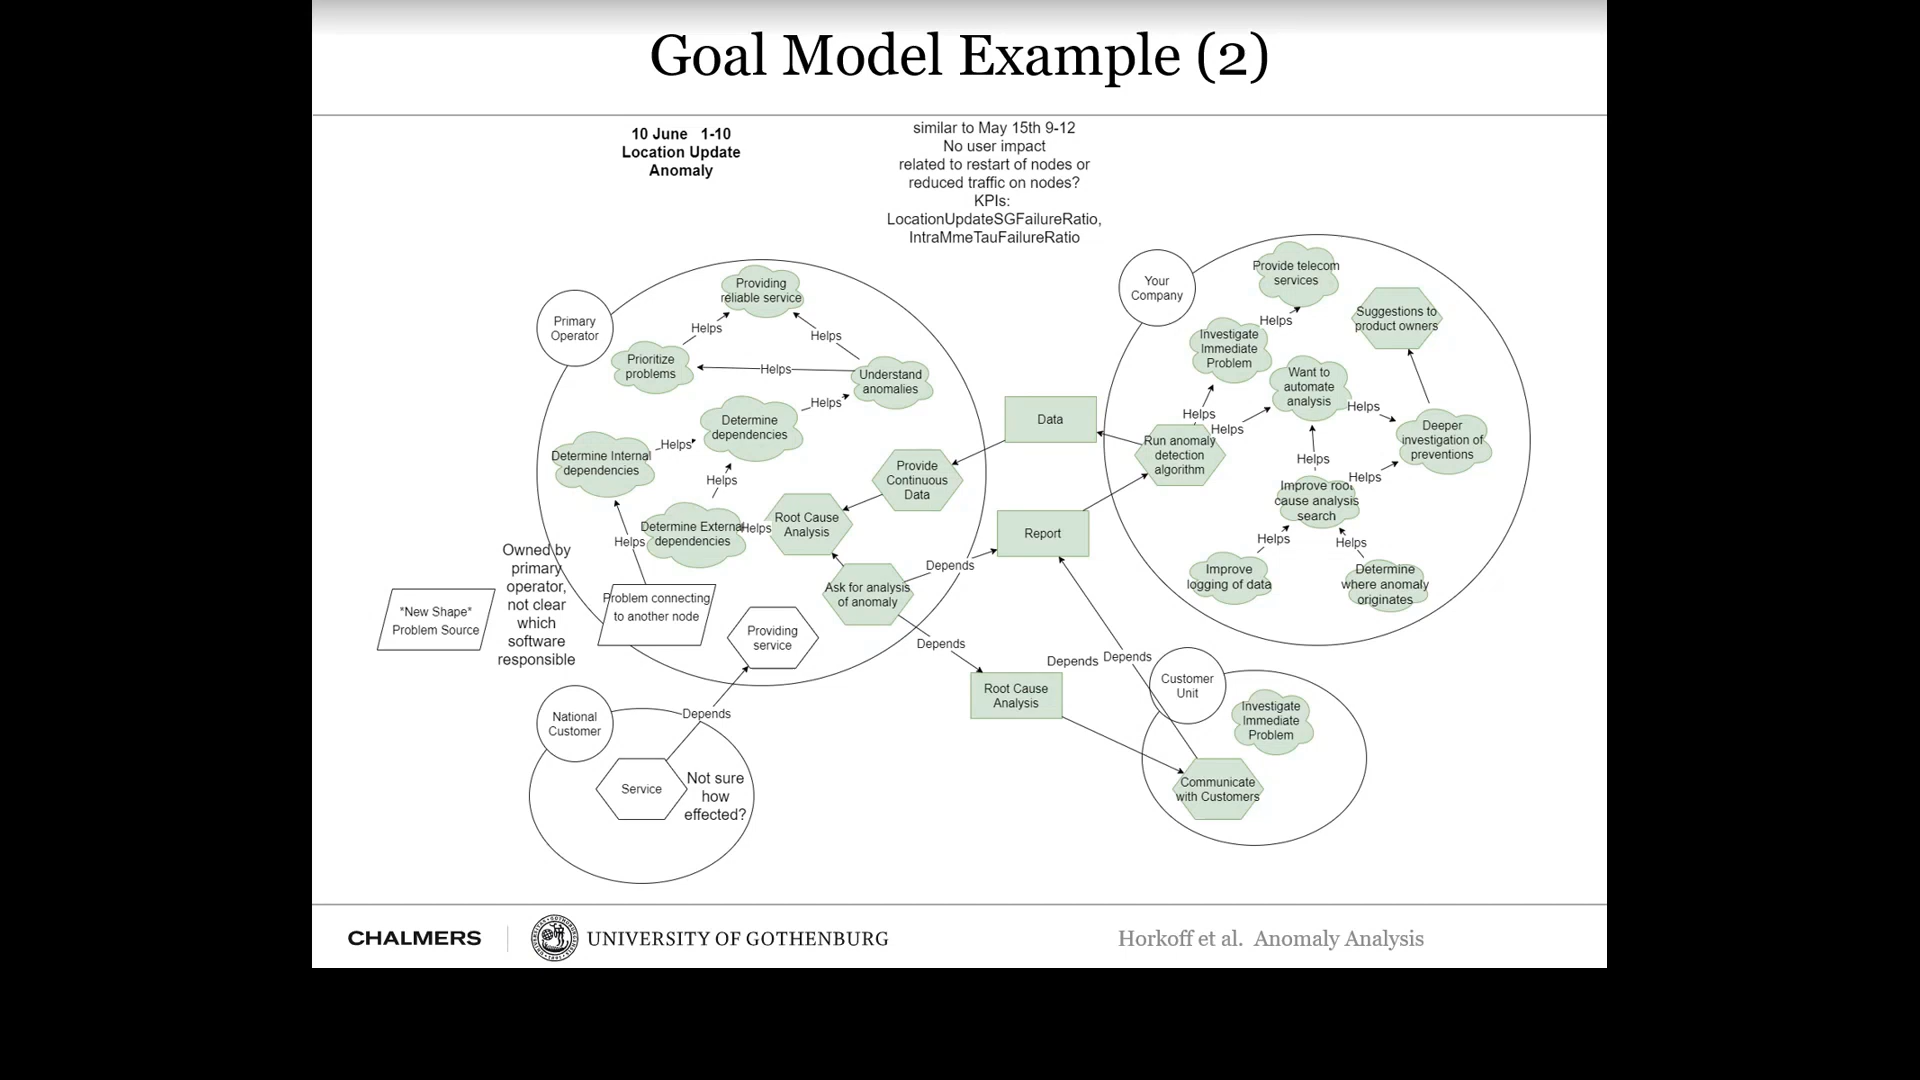 Goal Model Example (2)
10 June 1-10
Location Update
Anomaly
similar to May 15th 9-12
No user impact
related to restart of nodes or
reduced traffic on nodes?
KPIs:
LocationUpdateSGFailureRatio,
IntraMmeTauFailureRatio
Primary
Operator
Providing
reliable service
Helps
Helps
Prioritize
problems
Helps
Understand
anomalies
Helps
Determine
dependencies
Determine Internal
dependencies
Helps
Helps
Provide
Continuous
Data
Root Cause
Analysis
Helps
Determine External
dependencies
Helps
Ask for analysis
of anomaly
Problem connecting
to another node
Providing
service
*New Shape*
Problem Source
Owned by
primary
operator,
not clear
which
software
responsible
Data
Report
Depends
Depends
Root Cause
Analysis
Depends
Depends
Your
Company
Provide telecom
services
Helps
Suggestions to
product owners
Investigate
Immediate
Problem
Want to
automate
analysis
Helps
Helps
Helps
Run anomaly
detection
algorithm
Deeper
investigation of
preventions
Helps
Helps
Improve root
cause analysis
search
Helps
Helps
Improve
logging of data
Determine
where anomaly
originates
National
Customer
Depends
Service
Not sure
how
effected?
Customer
Unit
Investigate
Immediate
Problem
Communicate
with Customers
CHALMERS
UNIVERSITY OF GOTHENBURG
Horkoff et al. Anomaly Analysis